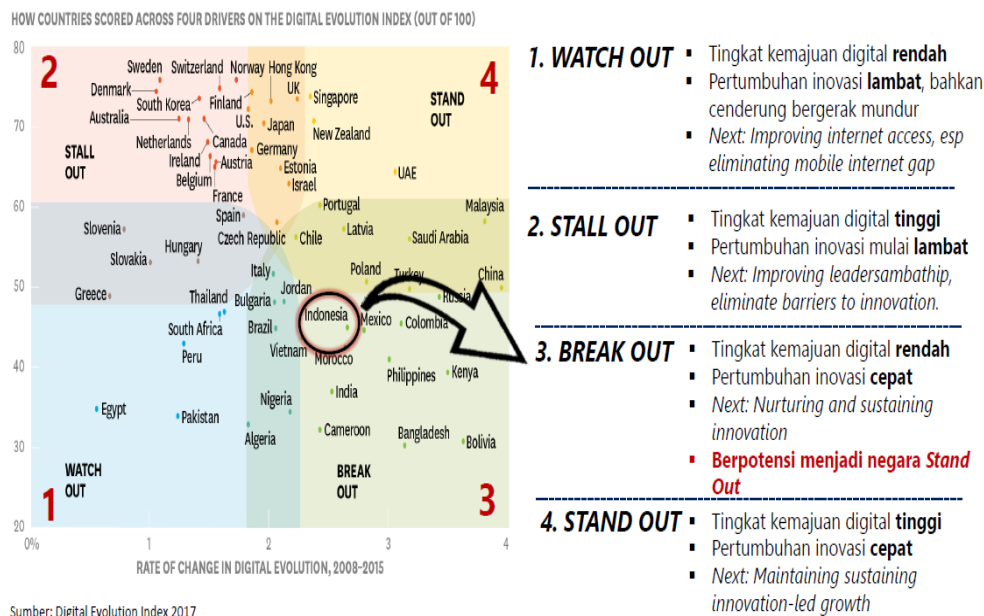 HOW COUNTRIES SCORED ACROSS FOUR DRIVERS ON THE DIGITAL EVOLUTION INDEX (OUT OF 100)
80
70
60
50
40
30
20
0%
1
2
3
4
RATE OF CHANGE IN DIGITAL EVOLUTION, 2008–2015
2
STALL
OUT
Sweden
Switzerland
Norway
Hong Kong
Denmark
South Korea
Finland
UK
Australia
U.S.
Japan
Netherlands
Canada
Germany
Ireland
Austria
Belgium
Estonia
France
Israel
4
STAND
OUT
Singapore
New Zealand
UAE
Portugal
Malaysia
Spain
Slovenia
Czech Republic
Chile
Latvia
Saudi Arabia
Hungary
Slovakia
Italy
Poland
Turkey
China
Greece
Jordan
Russia
Thailand
Bulgaria
Indonesia
South Africa
Brazil
Mexico
Colombia
Peru
Vietnam
Morocco
Philippines
Kenya
India
Egypt
Pakistan
Nigeria
Algeria
Cameroon
Bangladesh
Bolivia
WATCH
OUT
1
BREAK
OUT
3
Sumber: Digital Evolution Index 2017
1. WATCH OUT
▪ Tingkat kemajuan digital rendah
▪ Pertumbuhan inovasi lambat, bahkan
cenderung bergerak mundur
▪ Next: Improving internet access, esp
eliminating mobile internet gap
2. STALL OUT
▪ Tingkat kemajuan digital tinggi
▪ Pertumbuhan inovasi mulai lambat
▪ Next: Improving leadersambathip,
eliminate barriers to innovation.
3. BREAK OUT
▪ Tingkat kemajuan digital rendah
▪ Pertumbuhan inovasi cepat
▪ Next: Nurturing and sustaining
innovation
▪ Berpotensi menjadi negara Stand
Out
4. STAND OUT
▪ Tingkat kemajuan digital tinggi
▪ Pertumbuhan inovasi cepat
▪ Next: Maintaining sustaining
innovation-led growth